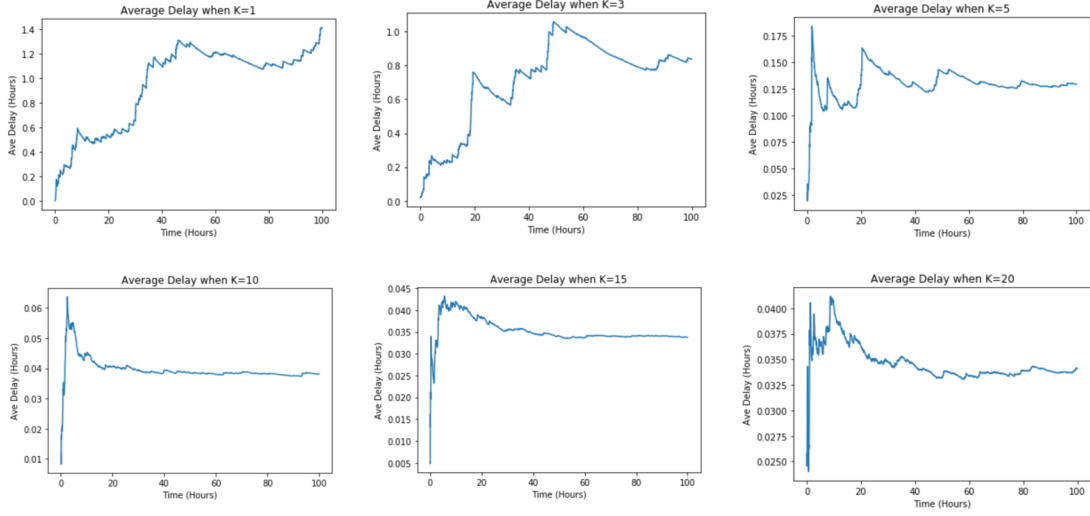 Average Delay when K=1
Ave Delay (Hours)
1.4
1.2
1.0
0.8
0.6
0.4
0.2
0.0
0 20 40 60 80 100
Time (Hours)
Average Delay when K=3
Ave Delay (Hours)
1.0
0.8
0.6
0.4
0.2
0.0
0 20 40 60 80 100
Time (Hours)
Average Delay when K=5
Ave Delay (Hours)
0.175
0.150
0.125
0.100
0.075
0.050
0.025
0 20 40 60 80 100
Time (Hours)
Average Delay when K=10
Ave Delay (Hours)
0.06
0.05
0.04
0.03
0.02
0.01
0 20 40 60 80 100
Time (Hours)
Average Delay when K=15
Ave Delay (Hours)
0.045
0.040
0.035
0.030
0.025
0.020
0.015
0.010
0.005
0 20 40 60 80 100
Time (Hours)
Average Delay when K=20
Ave Delay (Hours)
0.0400
0.0375
0.0350
0.0325
0.0300
0.0275
0.0250
0 20 40 60 80 100
Time (Hours)